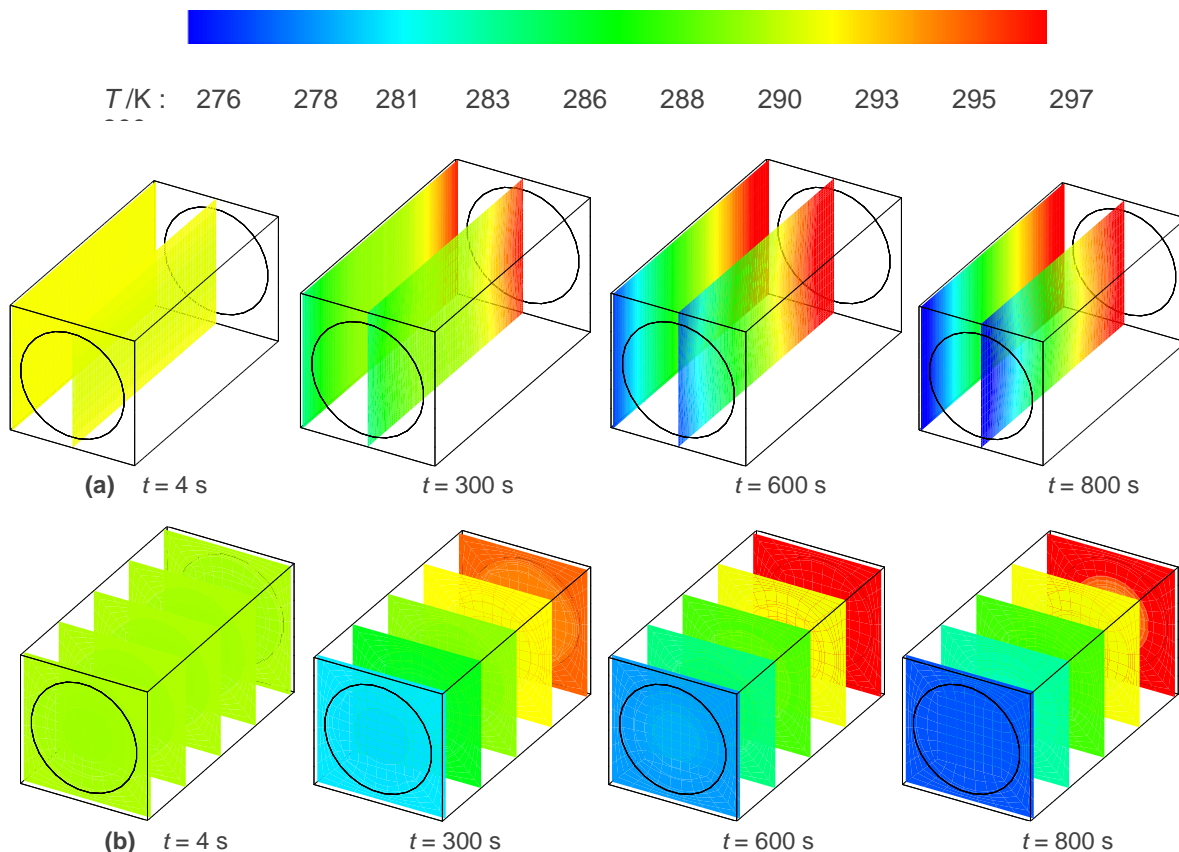 T /K : 276 278 281 283 286 288 290 293 295 297
(a) t = 4 s t = 300 s t = 600 s t = 800 s
(b) t = 4 s t = 300 s t = 600 s t = 800 s